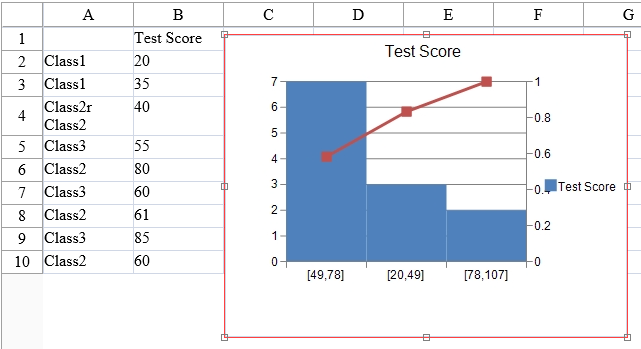 A B C D E F G
1 Test Score
2 Class1 20
3 Class1 35
4 Class2r 40
Class2
5 Class3 55
6 Class2 80
7 Class3 60
8 Class2 61
9 Class3 85
10 Class2 60
Test Score
7 1
6
0.8
5
4 0.6
3 0.4
Test Score
2
0.2
1
0 0
[49,78] [20,49] [78,107]